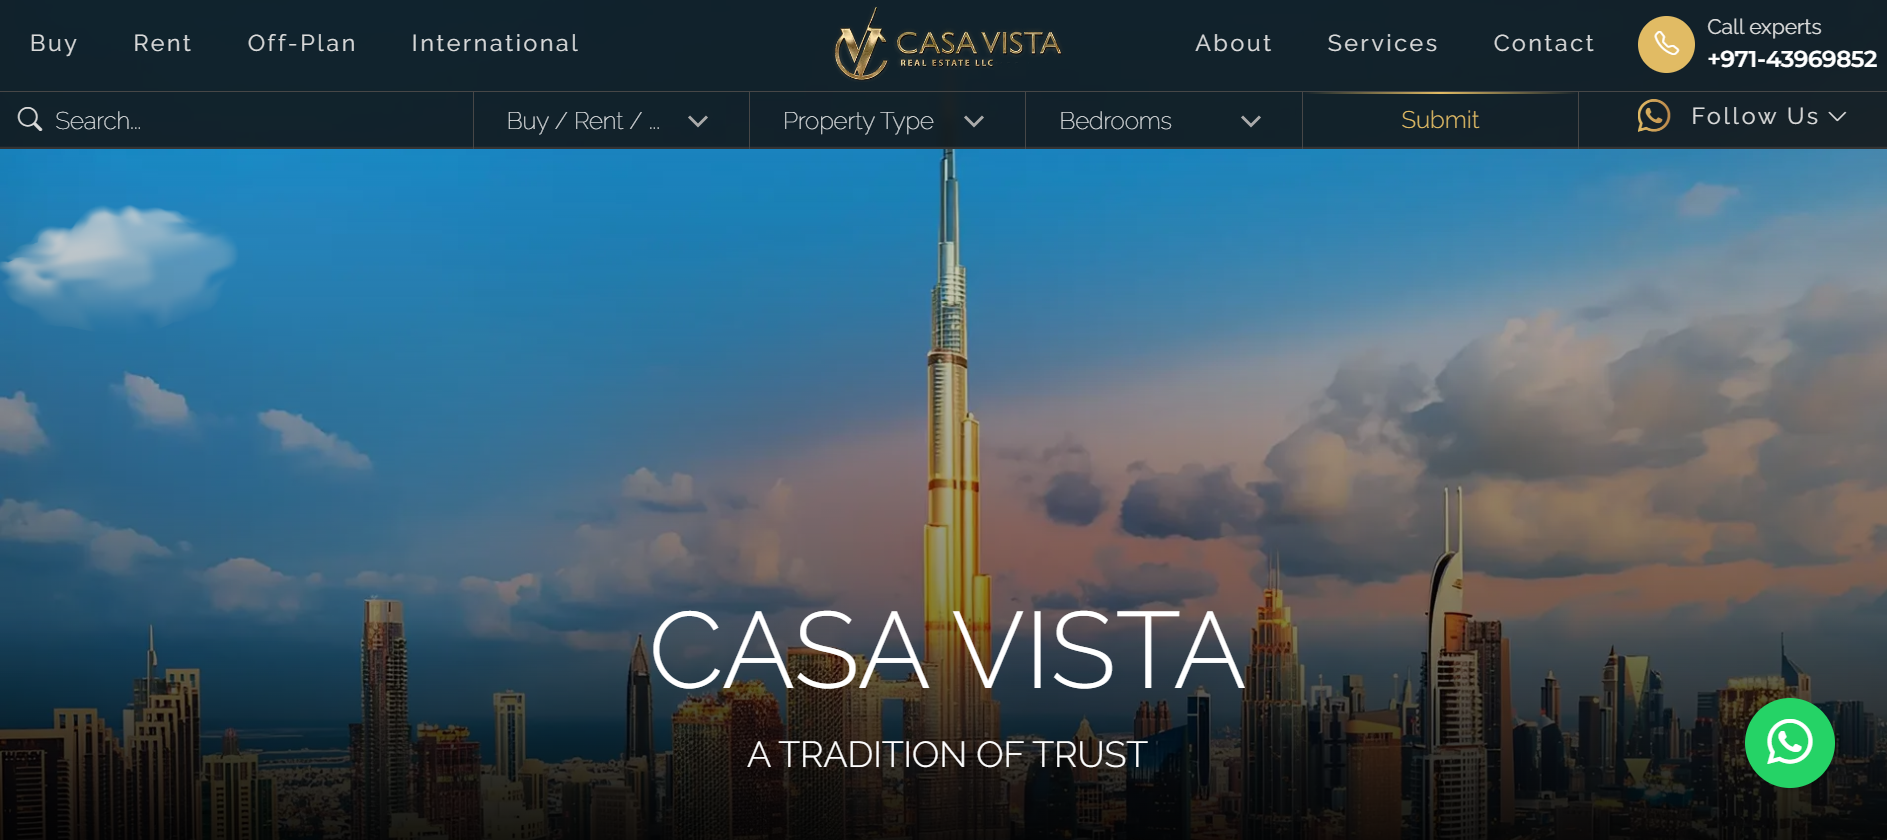 Buy
Rent
Off-Plan
International
CASA VISTA
REAL ESTATE LLC
About
Services
Contact
Call experts
+971-43969852
Search...
Buy / Rent / ...
Property Type
Bedrooms
Submit
Follow Us
CASA VISTA
A TRADITION OF TRUST